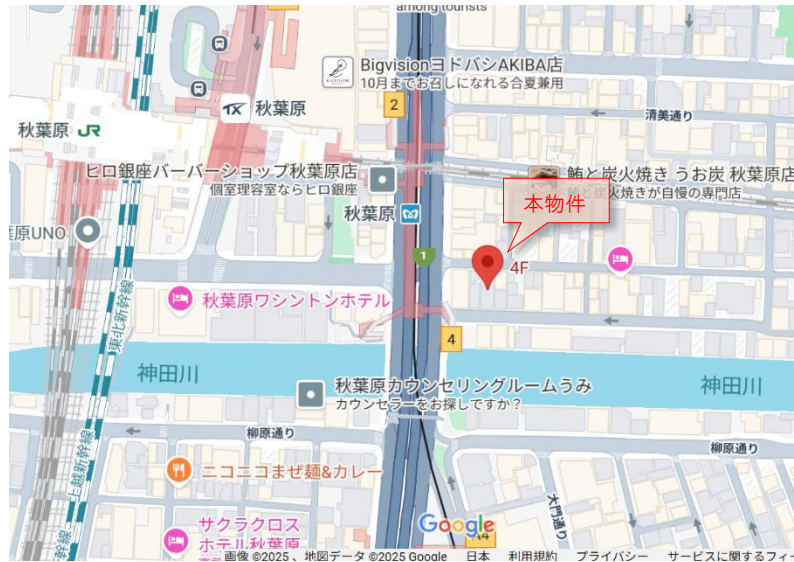 among tourists
BigvisionヨドバシAKIBA店
10月までお召しになれる合夏兼用
2
清美通り
TX 秋葉原
秋葉原 JR
ヒロ銀座バーバーショップ秋葉原店
個室理容室ならヒロ銀座
鮪と炭火焼き うお炭 秋葉原店
鮪と炭火焼きが自慢の専門店
本物件
秋葉原
原UNO
1
4F
秋葉原ワシントンホテル
東北新幹線
4
神田川
秋葉原カウンセリングルームうみ
カウンセラーをお探しですか？
神田川
柳原通り
柳原通り
ニコニコまぜ麺&カレー
上越新幹線
大門通り
サクラクロス
ホテル秋葉原
Google
幹線
画像 ©2025 、地図データ ©2025 Google 日本 利用規約 プライバシー サービスに関するフィー